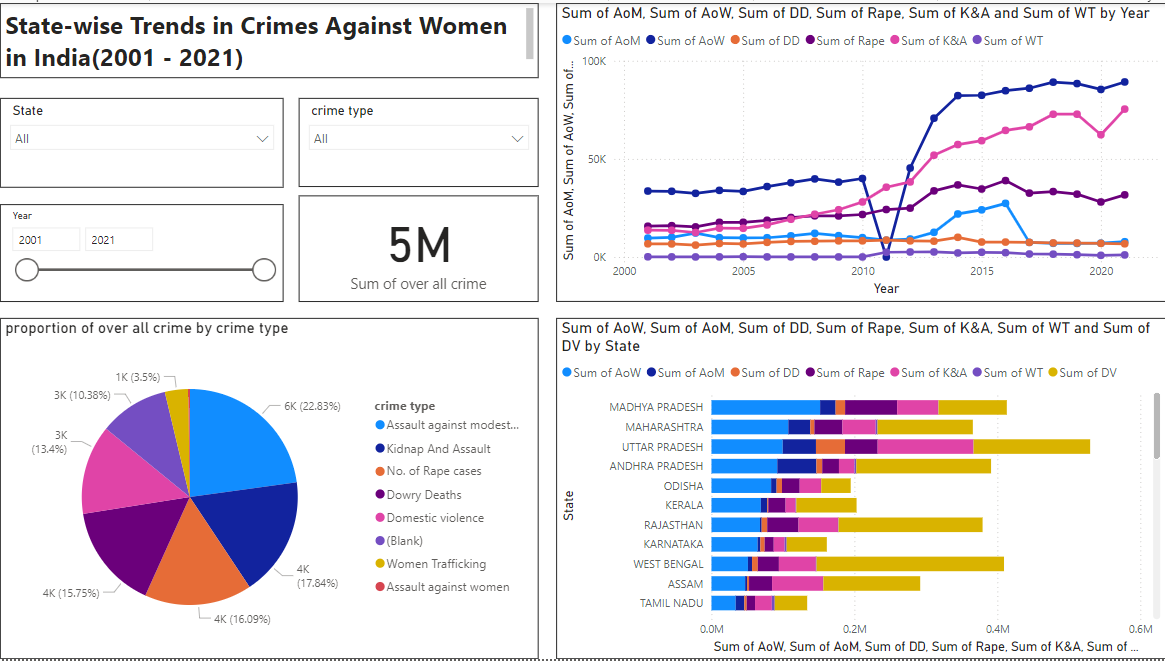 State-wise Trends in Crimes Against Women
in India(2001 - 2021)
State
All
crime type
All
Year
2001
2021
5M
Sum of over all crime
Sum of AoM, Sum of AoW, Sum of DD, Sum of Rape, Sum of K&A and Sum of WT by Year
Sum of AoM Sum of AoW Sum of DD Sum of Rape Sum of K&A Sum of WT
Sum of AoM, Sum of AoW, Sum of...
100K
50K
0K
2000 2005 2010 2015 2020
Year
proportion of over all crime by crime type
1K (3.5%)
3K (10.38%)
3K
(13.4%)
4K (15.75%)
4K (16.09%)
4K
(17.84%)
6K (22.83%)
crime type
Assault against modest...
Kidnap And Assault
No. of Rape cases
Dowry Deaths
Domestic violence
(Blank)
Women Trafficking
Assault against women
Sum of AoW, Sum of AoM, Sum of DD, Sum of Rape, Sum of K&A, Sum of WT and Sum of
DV by State
Sum of AoW Sum of AoM Sum of DD Sum of Rape Sum of K&A Sum of WT Sum of DV
State
MADHYA PRADESH
MAHARASHTRA
UTTAR PRADESH
ANDHRA PRADESH
ODISHA
KERALA
RAJASTHAN
KARNATAKA
WEST BENGAL
ASSAM
TAMIL NADU
0.0M 0.2M 0.4M 0.6M
Sum of AoW, Sum of AoM, Sum of DD, Sum of Rape, Sum of K&A, Sum of ...